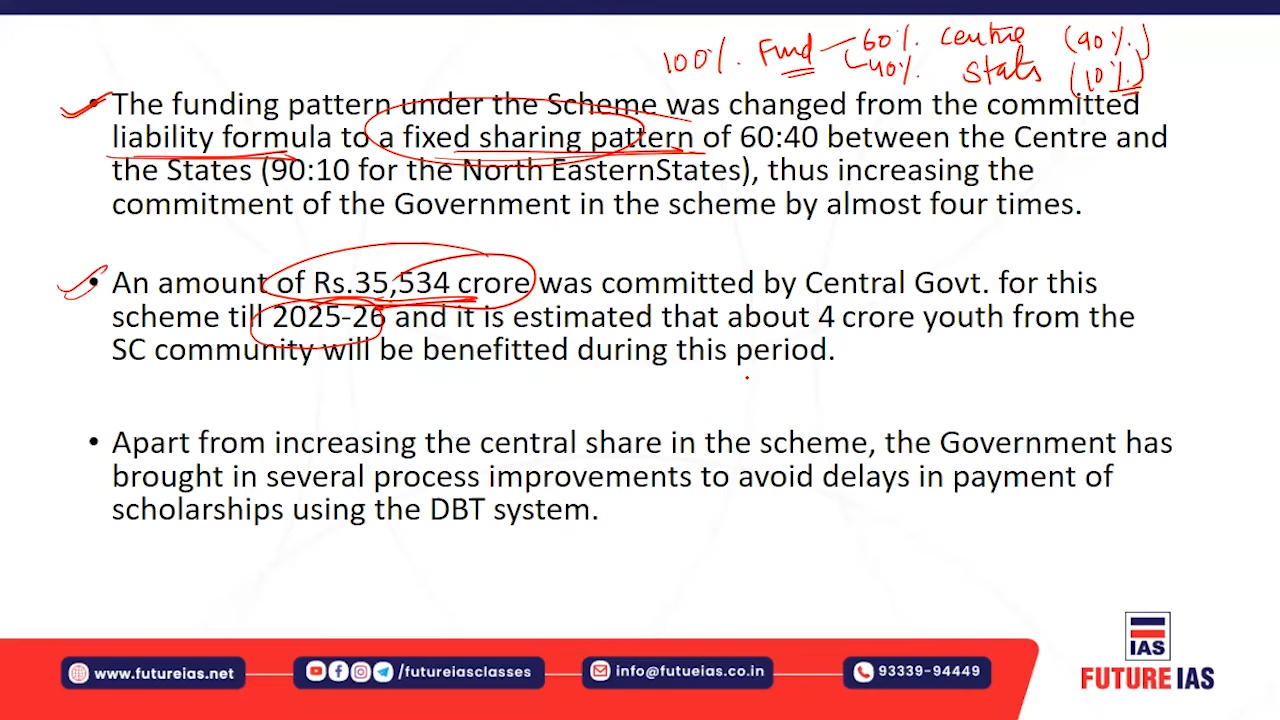 100%. Fund 60%. Centre (90%.)
40% States (10%.)
• The funding pattern under the Scheme was changed from the committed
liability formula to a fixed sharing pattern of 60:40 between the Centre and
the States (90:10 for the North EasternStates), thus increasing the
commitment of the Government in the scheme by almost four times.
• An amount of Rs.35,534 crore was committed by Central Govt. for this
scheme till 2025-26 and it is estimated that about 4 crore youth from the
SC community will be benefitted during this period.
• Apart from increasing the central share in the scheme, the Government has
brought in several process improvements to avoid delays in payment of
scholarships using the DBT system.
IAS
FUTURE IAS
www.futureias.net
/futureiasclasses
info@futueias.co.in
93339-94449